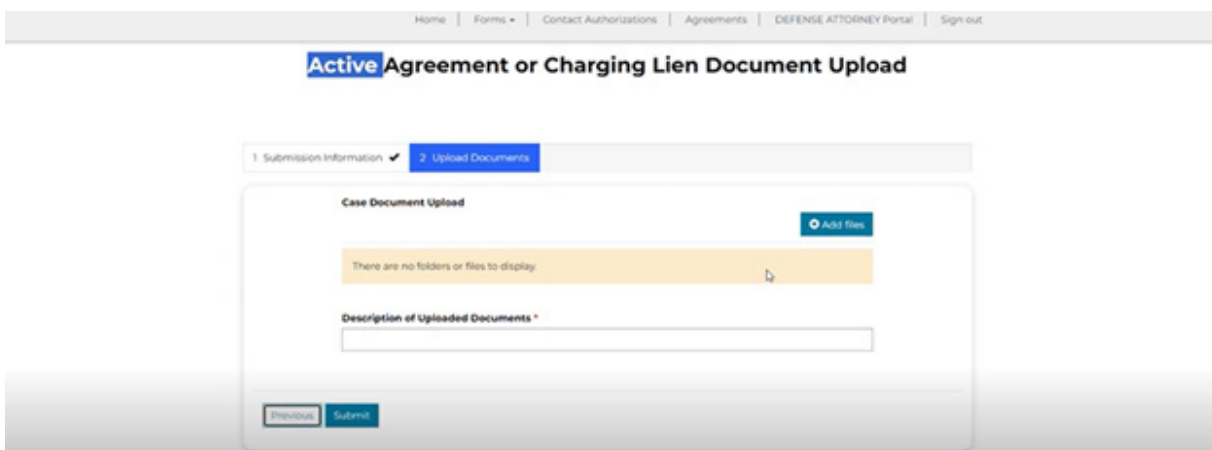 Home | Forms | Contact Authorizations | Agreements | DEFENSE ATTORNEY Portal | Sign out
Active Agreement or Charging Lien Document Upload
1 Submission Information ✔ 2 Upload Documents
Case Document Upload
Add files
There are no folders or files to display.
Description of Uploaded Documents *
Previous Submit